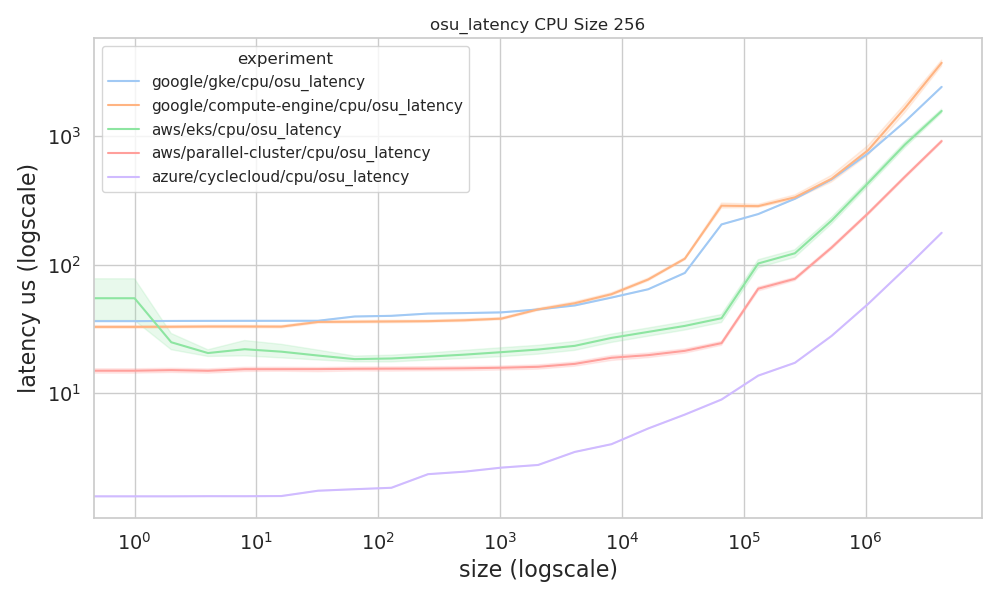 osu_latency CPU Size 256
experiment
google/gke/cpu/osu_latency
google/compute-engine/cpu/osu_latency
aws/eks/cpu/osu_latency
aws/parallel-cluster/cpu/osu_latency
azure/cyclecloud/cpu/osu_latency
latency us (logscale)
10³
10²
10¹
10⁰ 10¹ 10² 10³ 10⁴ 10⁵ 10⁶
size (logscale)